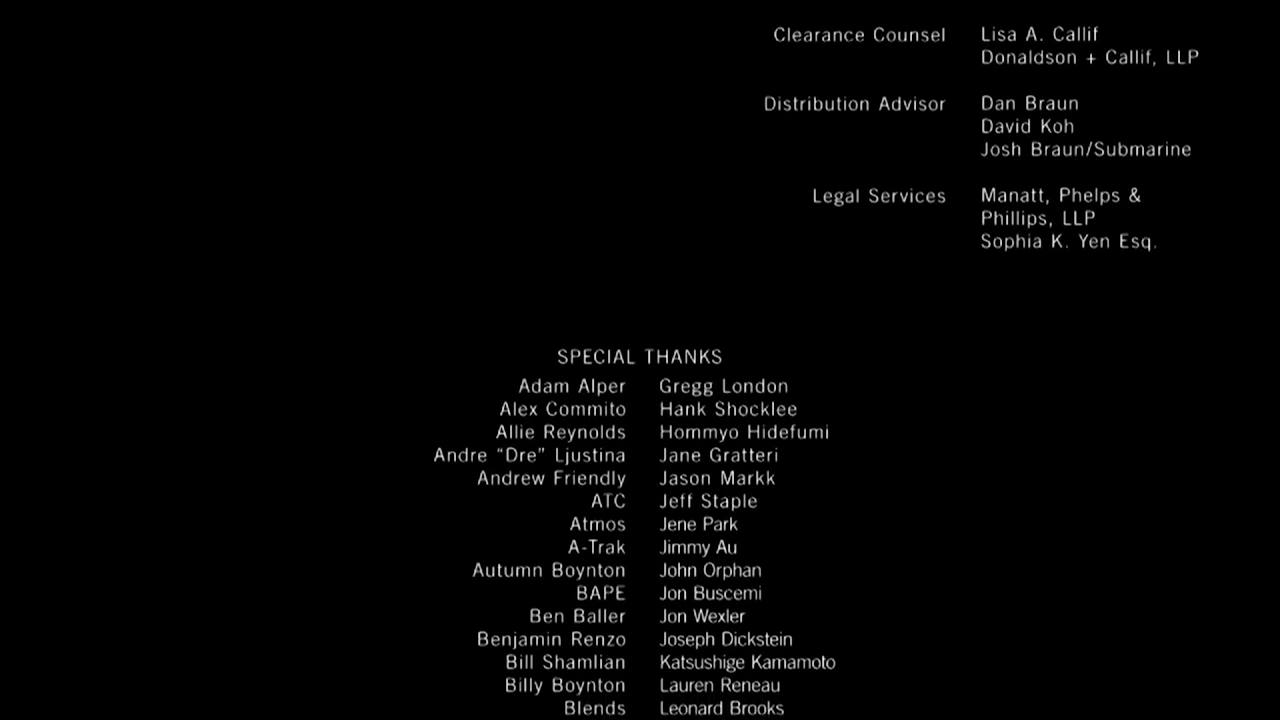 Clearance Counsel Lisa A. Callif
Donaldson + Callif, LLP
Distribution Advisor Dan Braun
David Koh
Josh Braun/Submarine
Legal Services Manatt, Phelps &
Phillips, LLP
Sophia K. Yen Esq.
SPECIAL THANKS
Adam Alper Gregg London
Alex Commito Hank Shocklee
Allie Reynolds Hommyo Hidefumi
Andre “Dre” Ljustina Jane Gratteri
Andrew Friendly Jason Markk
ATC Jeff Staple
Atmos Jene Park
A-Trak Jimmy Au
Autumn Boynton John Orphan
BAPE Jon Buscemi
Ben Baller Jon Wexler
Benjamin Renzo Joseph Dickstein
Bill Shamlian Katsushige Kamamoto
Billy Boynton Lauren Reneau
Blends Leonard Brooks